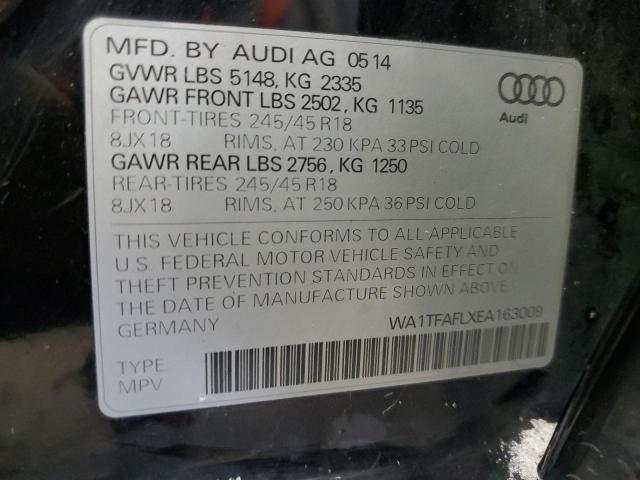 MFD. BY AUDI AG 0514
GVWR LBS 5148, KG 2335
GAWR FRONT LBS 2502, KG 1135
FRONT-TIRES 245/45 R18
8JX18 RIMS, AT 230 KPA 33 PSI COLD
GAWR REAR LBS 2756, KG 1250
REAR-TIRES 245/45 R18
8JX18 RIMS, AT 250 KPA 36 PSI COLD
Audi
THIS VEHICLE CONFORMS TO ALL APPLICABLE
U.S. FEDERAL MOTOR VEHICLE SAFETY AND
THEFT PREVENTION STANDARDS IN EFFECT ON
THE DATE OF MANUFACTURE SHOWN ABOVE
GERMANY WA1TFAFLXEA163009
TYPE
MPV